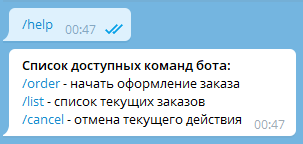 /help 00:47
Список доступных команд бота:
/order - начать оформление заказа
/list - список текущих заказов
/cancel - отмена текущего действия
00:47